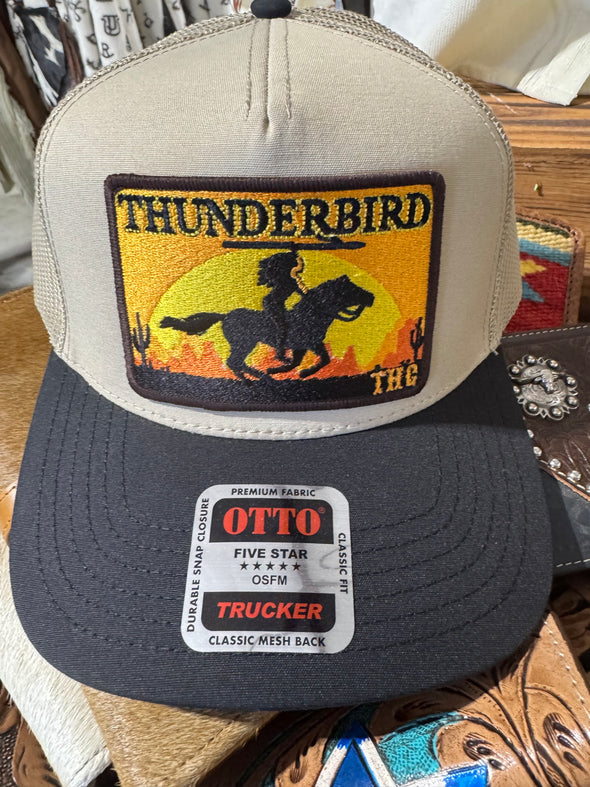 THUNDERBIRD
THG
PREMIUM FABRIC
DURABLE SNAP CLOSURE
OTTO®
FIVE STAR
★★★★★
OSFM
TRUCKER
CLASSIC FIT
CLASSIC MESH BACK